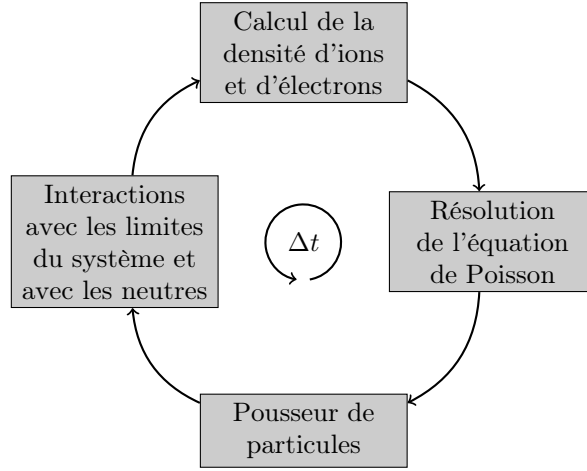 Calcul de la
densité d'ions
et d'électrons
Résolution
de l'équation
de Poisson
Pousseur de
particules
Interactions
avec les limites
du système et
avec les neutres
Δt